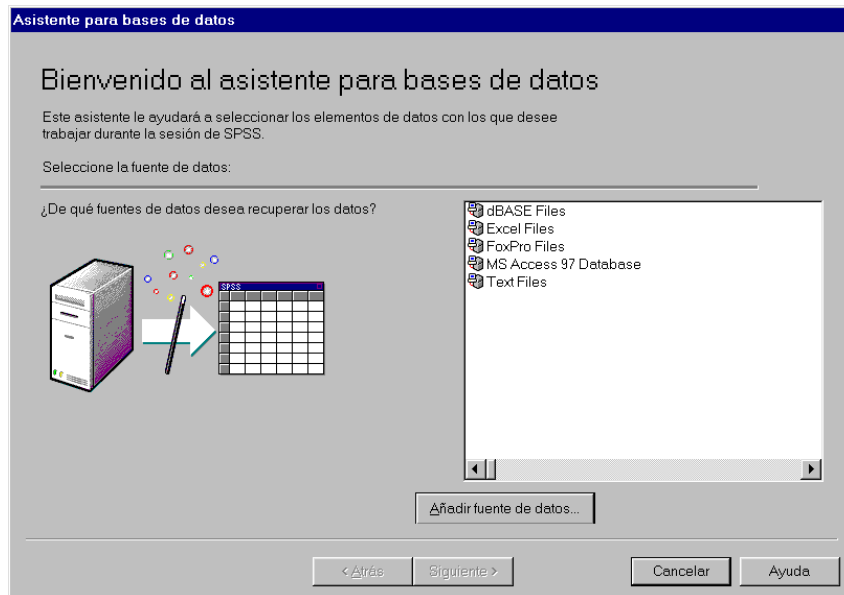 Asistente para bases de datos
Bienvenido al asistente para bases de datos
Este asistente le ayudará a seleccionar los elementos de datos con los que desee
trabajar durante la sesión de SPSS.
Seleccione la fuente de datos:
¿De qué fuentes de datos desea recuperar los datos?
SPSS
dBASE Files
Excel Files
FoxPro Files
MS Access 97 Database
Text Files
Añadir fuente de datos...
< Atrás
Siguiente >
Cancelar
Ayuda